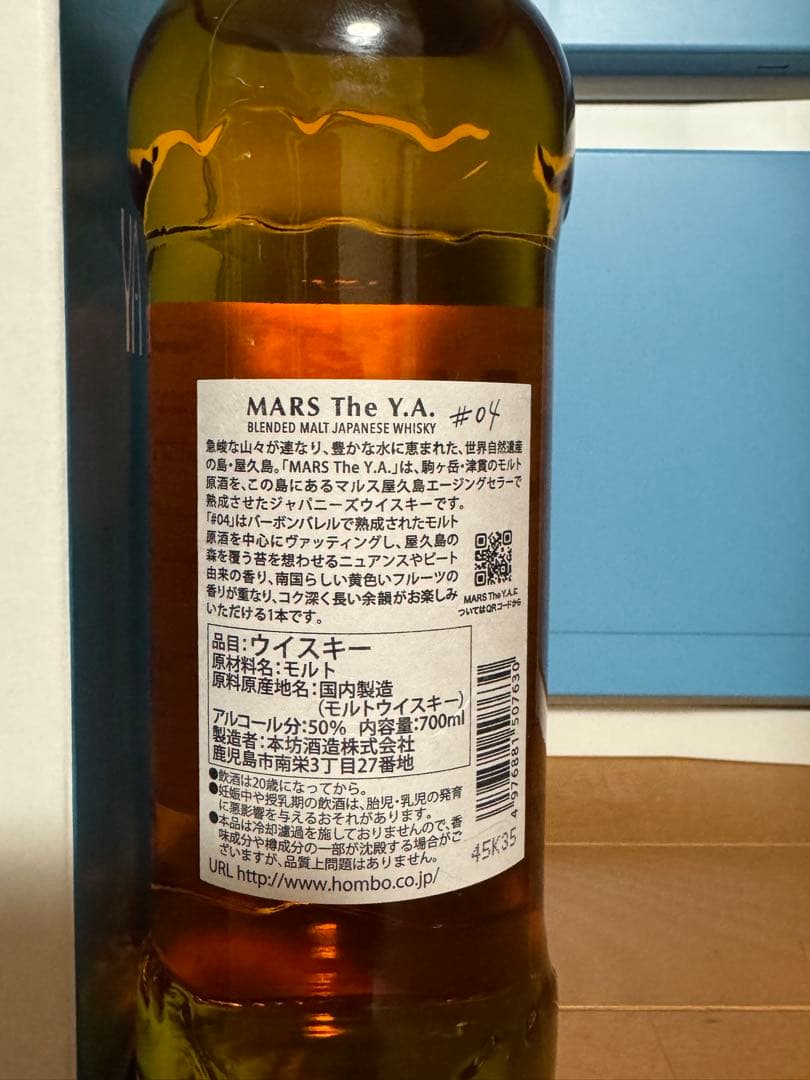 MARS The Y.A. #04
BLENDED MALT JAPANESE WHISKY
急峻な山々が連なり、豊かな水に恵まれた、世界自然遺産
の島・屋久島。「MARS The Y.A.」は、駒ヶ岳・津貫のモルト
原酒を、この島にあるマルス屋久島エージングセラーで
熟成させたジャパニーズウイスキーです。
「#04」はバーボンバレルで熟成されたモルト
原酒を中心にヴァッティングし、屋久島の
森を覆う苔を想わせるニュアンスやピート
由来の香り、南国らしい黄色いフルーツの
香りが重なり、コク深く長い余韻がお楽しみ
いただける1本です。
MARS The Y.A.に
ついてはQRコードから
品目：ウイスキー
原材料名：モルト
原料原産地名：国内製造
（モルトウイスキー）
アルコール分：50% 内容量：700ml
製造者：本坊酒造株式会社
鹿児島市南栄3丁目27番地
4 976881 507630
●飲酒は20歳になってから。
●妊娠中や授乳期の飲酒は、胎児・乳児の発育
に悪影響を与えるおそれがあります。
●本品は冷却濾過を施しておりませんので、香
味成分や樽成分の一部が沈殿する場合がご
ざいますが、品質上問題はありません。
URL http://www.hombo.co.jp/
45K35
YA